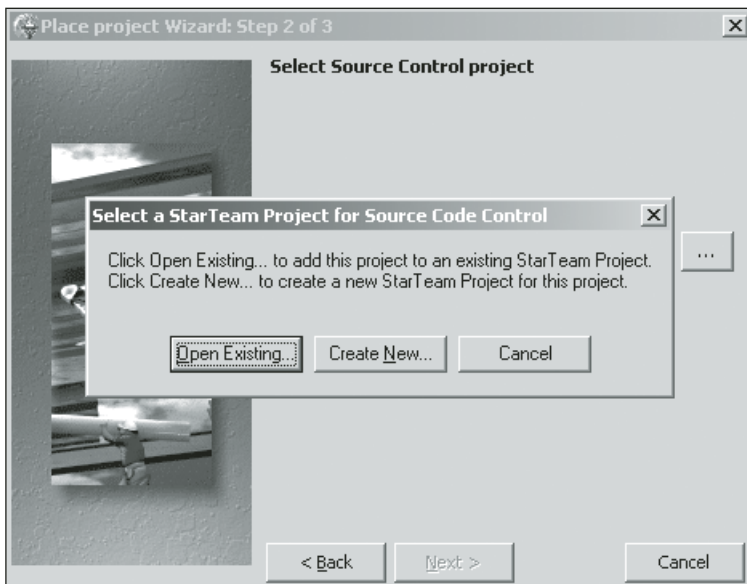 Place project Wizard: Step 2 of 3
Select Source Control project
Select a StarTeam Project for Source Code Control
Click Open Existing... to add this project to an existing StarTeam Project.
Click Create New... to create a new StarTeam Project for this project.
...
Open Existing...
Create New...
Cancel
< Back
Next >
Cancel